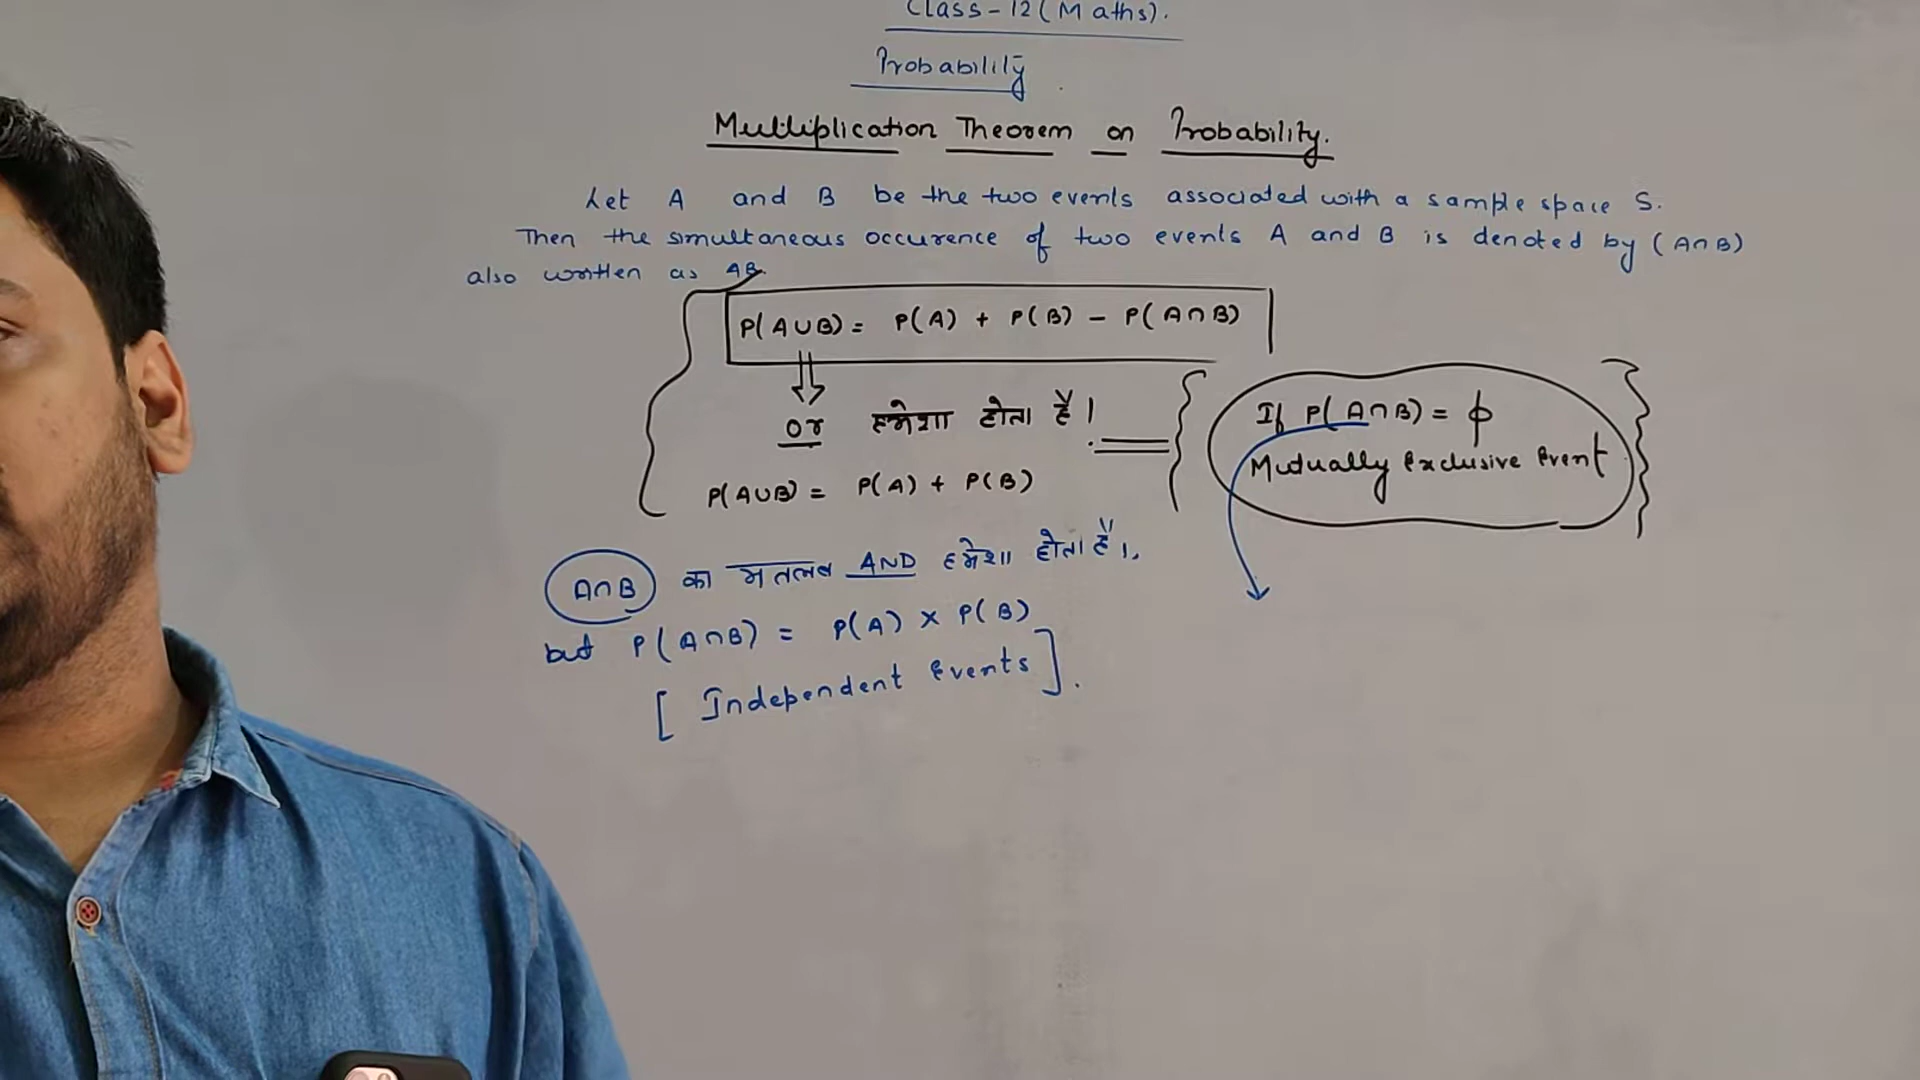 Class-12 (Maths).
Probability
Multiplication Theorem on Probability.
Let A and B be the two events associated with a sample space S.
Then the simultaneous occurence of two events A and B is denoted by (A∩B)
also written as AB.
P(A∪B) = P(A) + P(B) - P(A∩B)
or हमेशा होता है।
P(A∪B) = P(A) + P(B)
If P(A∩B) = ϕ
Mutually Exclusive Event
A∩B का मतलब AND हमेशा होता है।
but P(A∩B) = P(A) × P(B)
[ Independent Events ].